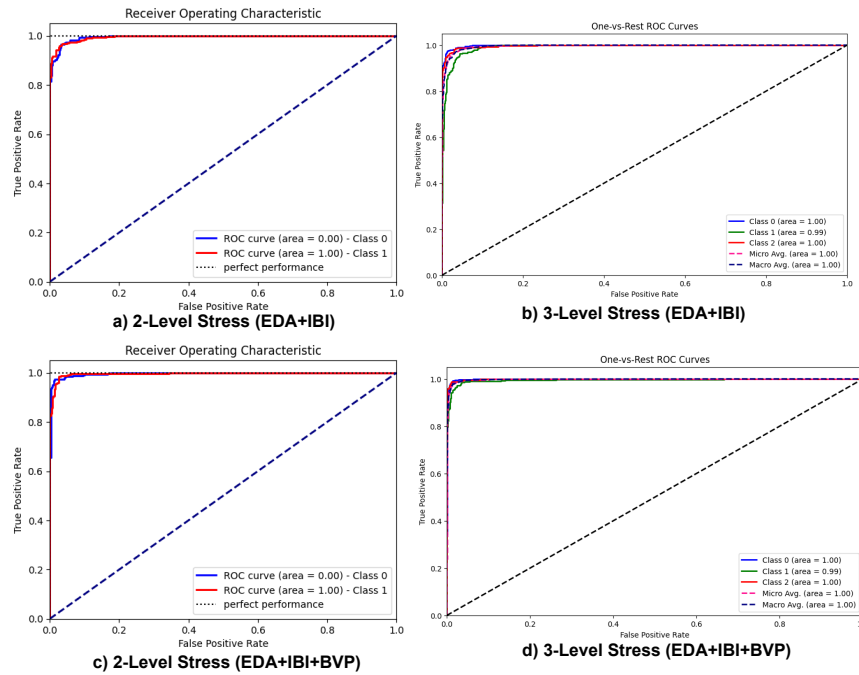 Receiver Operating Characteristic
1.0
0.8
0.6
0.4
0.2
0.0
True Positive Rate
ROC curve (area = 0.00) - Class 0
ROC curve (area = 1.00) - Class 1
perfect performance
0.0 0.2 0.4 0.6 0.8 1.0
False Positive Rate
a) 2-Level Stress (EDA+IBI)
One-vs-Rest ROC Curves
1.0
0.8
0.6
0.4
0.2
0.0
True Positive Rate
Class 0 (area = 1.00)
Class 1 (area = 0.99)
Class 2 (area = 1.00)
Micro Avg. (area = 1.00)
Macro Avg. (area = 1.00)
0.0 0.2 0.4 0.6 0.8 1.0
False Positive Rate
b) 3-Level Stress (EDA+IBI)
Receiver Operating Characteristic
1.0
0.8
0.6
0.4
0.2
0.0
True Positive Rate
ROC curve (area = 0.00) - Class 0
ROC curve (area = 1.00) - Class 1
perfect performance
0.0 0.2 0.4 0.6 0.8 1.0
False Positive Rate
c) 2-Level Stress (EDA+IBI+BVP)
One-vs-Rest ROC Curves
1.0
0.8
0.6
0.4
0.2
0.0
True Positive Rate
Class 0 (area = 1.00)
Class 1 (area = 0.99)
Class 2 (area = 1.00)
Micro Avg. (area = 1.00)
Macro Avg. (area = 1.00)
0.0 0.2 0.4 0.6 0.8
False Positive Rate
d) 3-Level Stress (EDA+IBI+BVP)